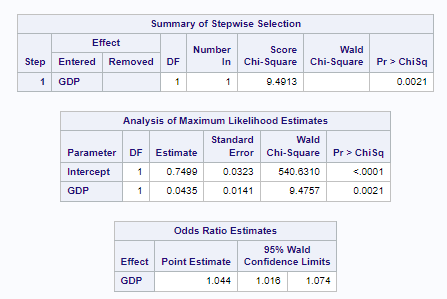 Summary of Stepwise Selection
Step Effect Entered Removed DF Number In Score Chi-Square Wald Chi-Square Pr > ChiSq
1 GDP 1 1 9.4913 0.0021
Analysis of Maximum Likelihood Estimates
Parameter DF Estimate Standard Error Wald Chi-Square Pr > ChiSq
Intercept 1 0.7499 0.0323 540.6310 <.0001
GDP 1 0.0435 0.0141 9.4757 0.0021
Odds Ratio Estimates
Effect Point Estimate 95% Wald Confidence Limits
GDP 1.044 1.016 1.074